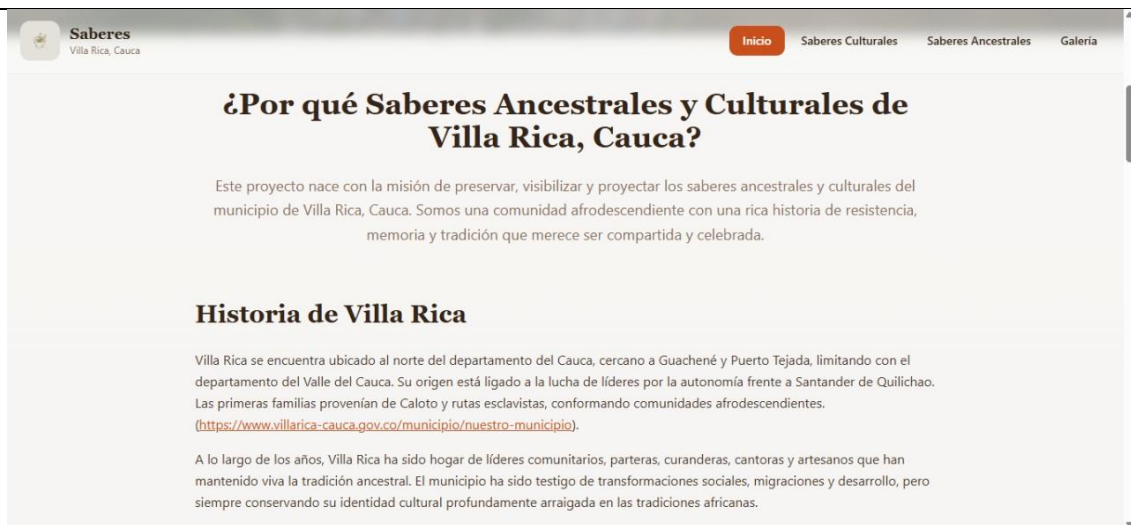 Saberes
Villa Rica, Cauca
Inicio
Saberes Culturales
Saberes Ancestrales
Galería
¿Por qué Saberes Ancestrales y Culturales de
Villa Rica, Cauca?
Este proyecto nace con la misión de preservar, visibilizar y proyectar los saberes ancestrales y culturales del
municipio de Villa Rica, Cauca. Somos una comunidad afrodescendiente con una rica historia de resistencia,
memoria y tradición que merece ser compartida y celebrada.
Historia de Villa Rica
Villa Rica se encuentra ubicado al norte del departamento del Cauca, cercano a Guachené y Puerto Tejada, limitando con el
departamento del Valle del Cauca. Su origen está ligado a la lucha de líderes por la autonomía frente a Santander de Quilichao.
Las primeras familias provenían de Caloto y rutas esclavistas, conformando comunidades afrodescendientes.
(https://www.villarica-cauca.gov.co/municipio/nuestro-municipio).
A lo largo de los años, Villa Rica ha sido hogar de líderes comunitarios, parteras, curanderas, cantoras y artesanos que han
mantenido viva la tradición ancestral. El municipio ha sido testigo de transformaciones sociales, migraciones y desarrollo, pero
siempre conservando su identidad cultural profundamente arraigada en las tradiciones africanas.